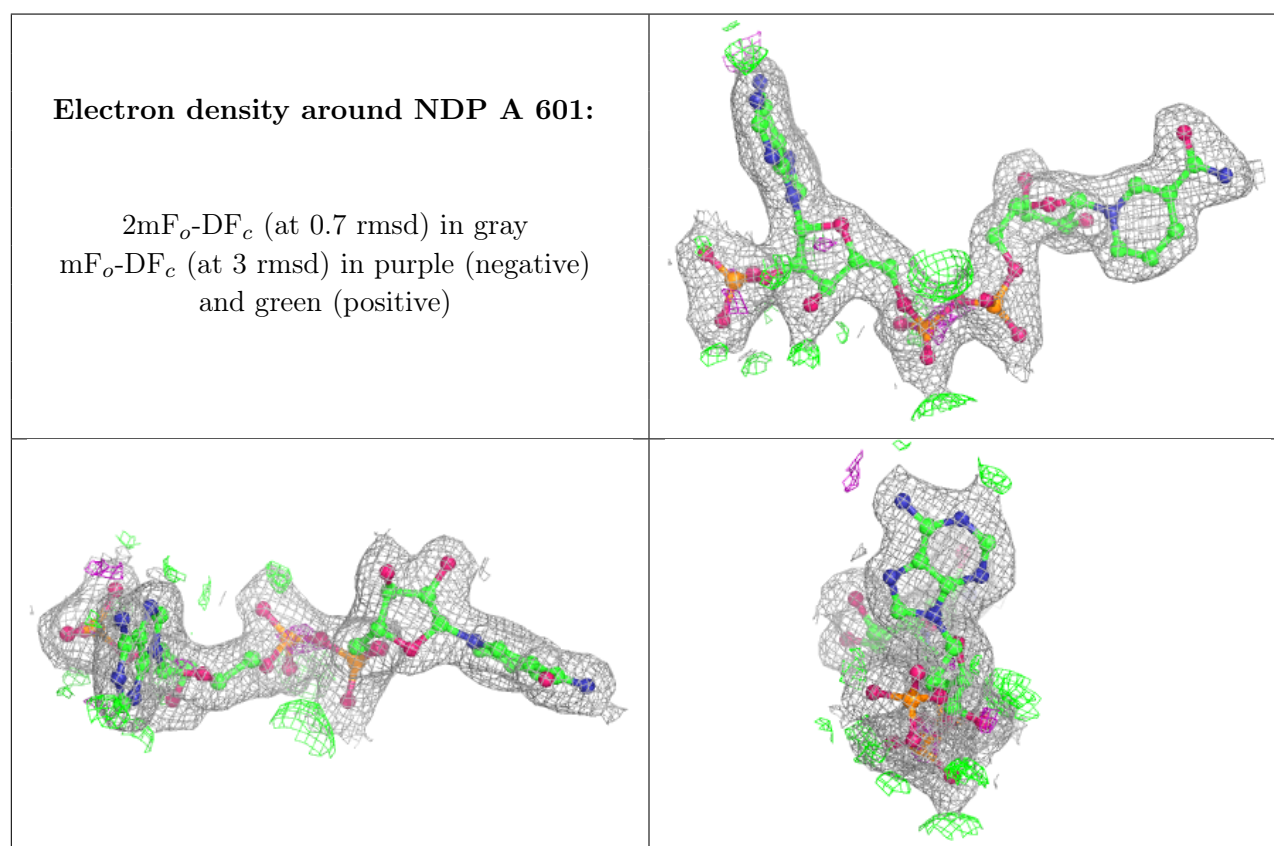 Electron density around NDP A 601:
2mFo-DFc (at 0.7 rmsd) in gray
mFo-DFc (at 3 rmsd) in purple (negative)
and green (positive)